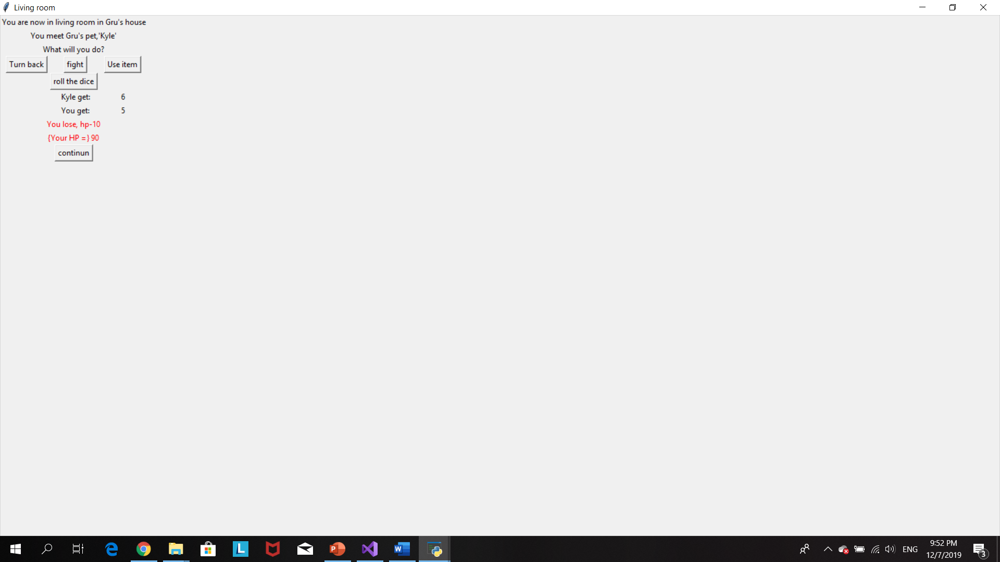 Living room
You are now in living room in Gru's house
You meet Gru's pet,'Kyle'
What will you do?
Turn back fight Use item
roll the dice
Kyle get: 6
You get: 5
You lose, hp-10
{Your HP =} 90
continun
ENG
9:52 PM
12/7/2019
3